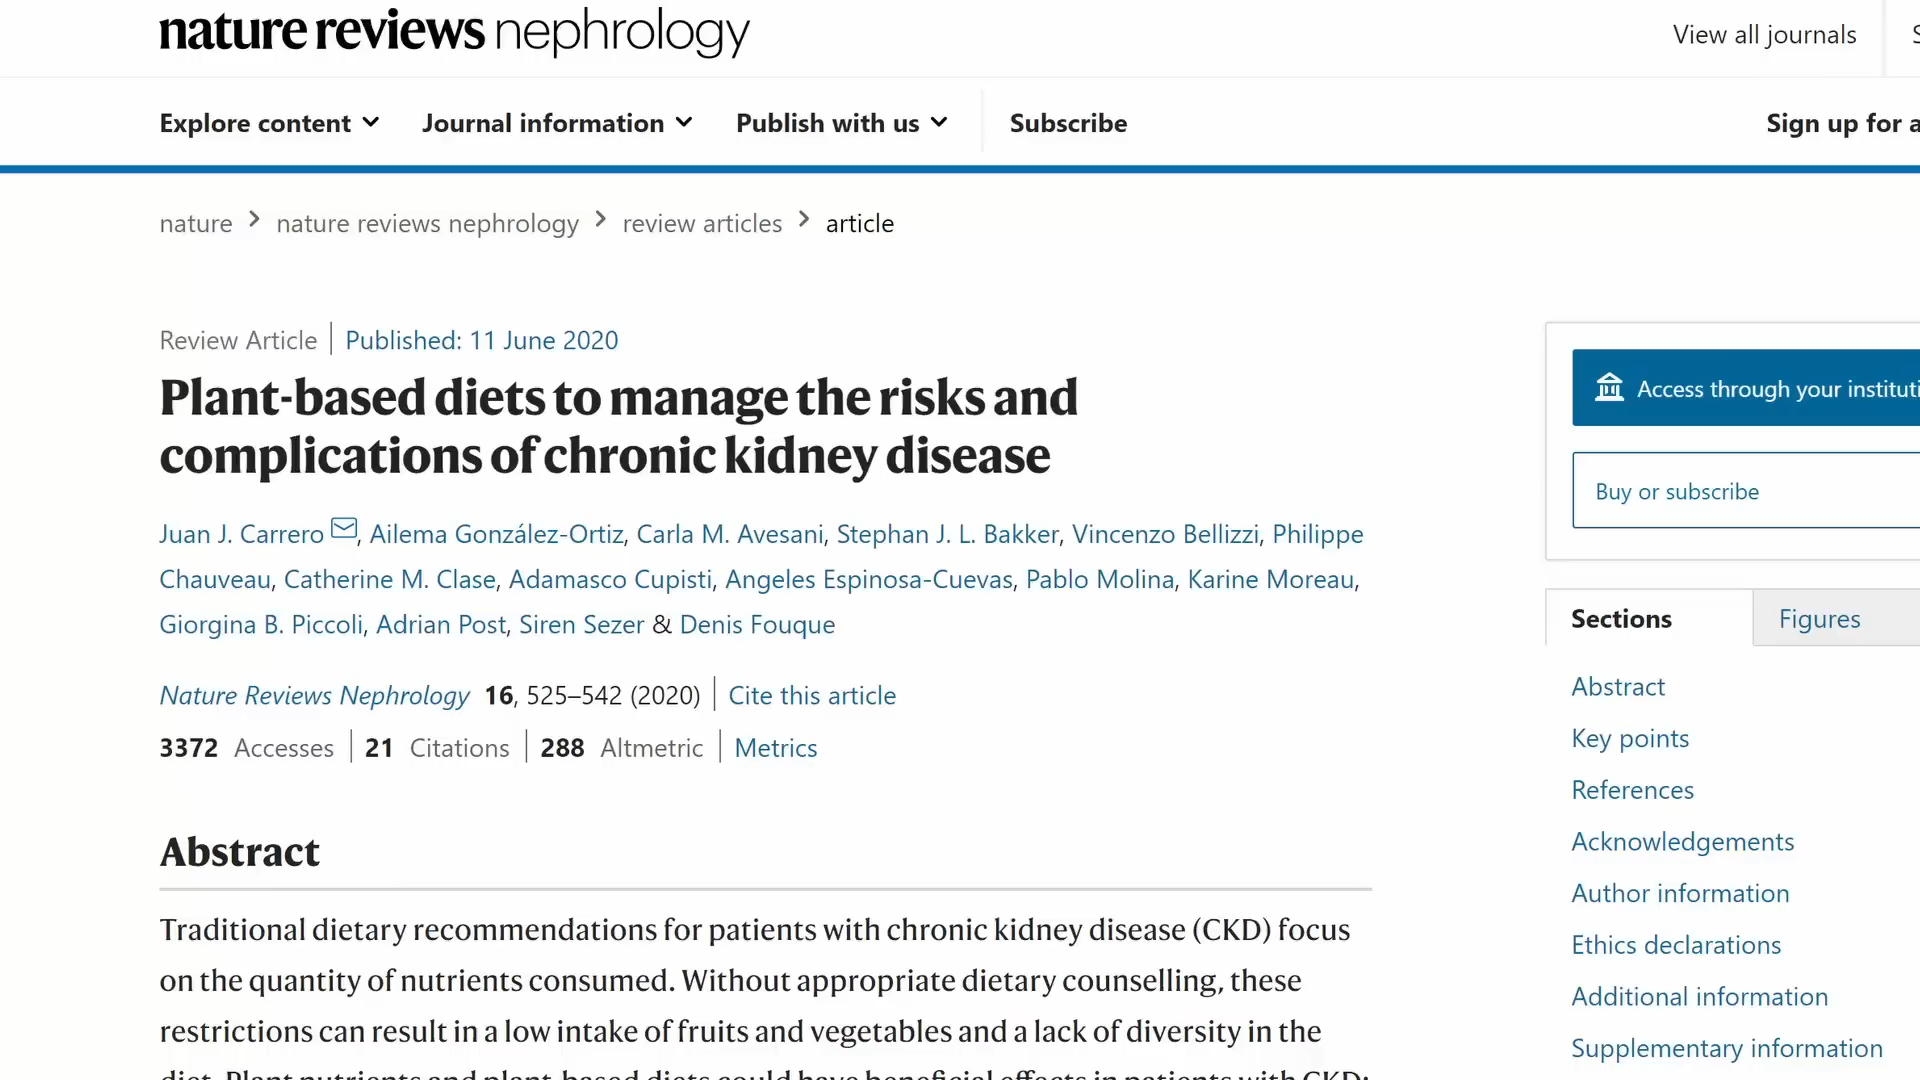 nature reviews nephrology
View all journals
Explore content
Journal information
Publish with us
Subscribe
Sign up for
nature > nature reviews nephrology > review articles > article
Review Article | Published: 11 June 2020
Plant-based diets to manage the risks and
complications of chronic kidney disease
Juan J. Carrero, Ailema González-Ortiz, Carla M. Avesani, Stephan J. L. Bakker, Vincenzo Bellizzi, Philippe
Chauveau, Catherine M. Clase, Adamasco Cupisti, Angeles Espinosa-Cuevas, Pablo Molina, Karine Moreau,
Giorgina B. Piccoli, Adrian Post, Siren Sezer & Denis Fouque
Nature Reviews Nephrology 16, 525–542 (2020) | Cite this article
3372 Accesses | 21 Citations | 288 Altmetric | Metrics
Abstract
Traditional dietary recommendations for patients with chronic kidney disease (CKD) focus
on the quantity of nutrients consumed. Without appropriate dietary counselling, these
restrictions can result in a low intake of fruits and vegetables and a lack of diversity in the
diet. Plant nutrients and plant-based diets could have beneficial effects in patients with CKD:
Access through your
Buy or subscribe
Sections
Figures
Abstract
Key points
References
Acknowledgements
Author information
Ethics declarations
Additional information
Supplementary information